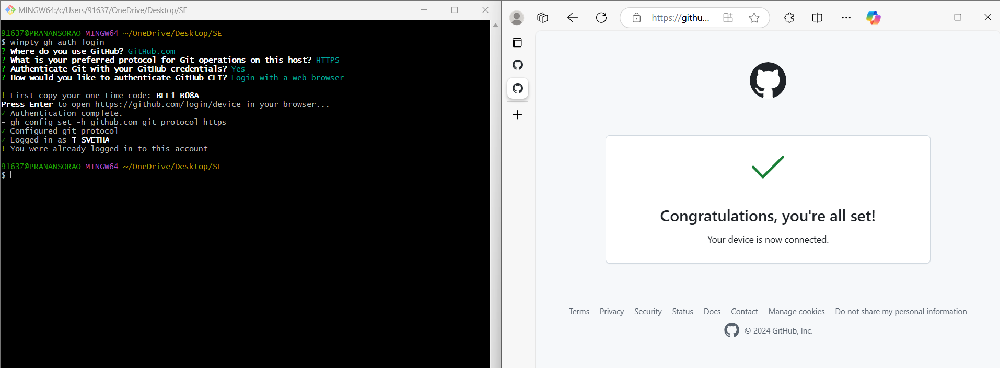 MINGW64:/c/Users/91637/OneDrive/Desktop/SE
91637@PRANANSORAO MINGW64 ~/OneDrive/Desktop/SE
$ winpty gh auth login
? Where do you use GitHub? GitHub.com
? What is your preferred protocol for Git operations on this host? HTTPS
? Authenticate Git with your GitHub credentials? Yes
? How would you like to authenticate GitHub CLI? Login with a web browser
! First copy your one-time code: BFF1-B08A
Press Enter to open https://github.com/login/device in your browser...
✓ Authentication complete.
- gh config set -h github.com git_protocol https
✓ Configured git protocol
✓ Logged in as T-SVETHA
! You were already logged in to this account
91637@PRANANSORAO MINGW64 ~/OneDrive/Desktop/SE
$
https://githu...
Congratulations, you're all set!
Your device is now connected.
Terms Privacy Security Status Docs Contact Manage cookies Do not share my personal information
© 2024 GitHub, Inc.